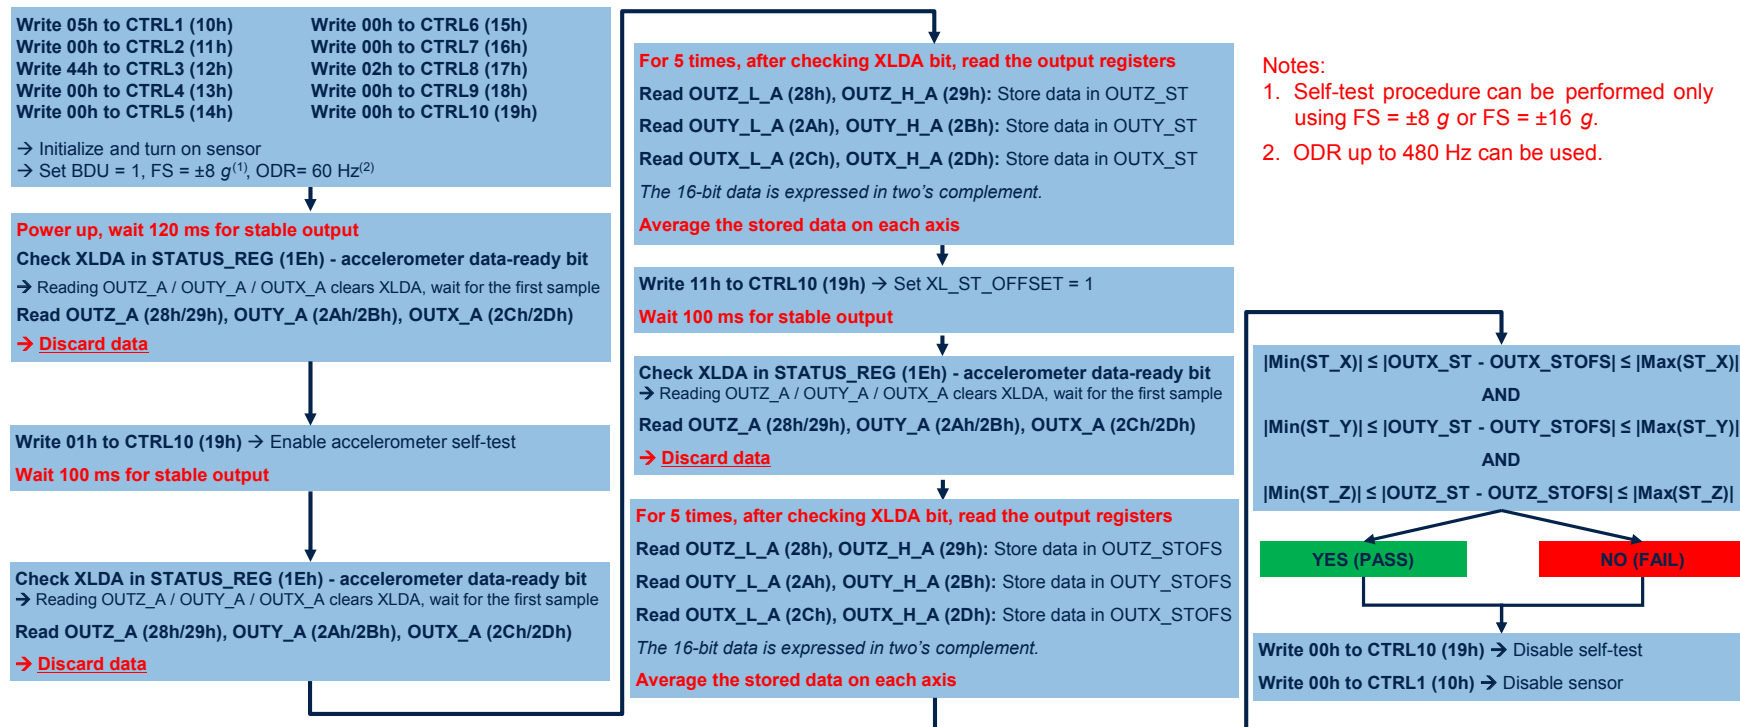 Write 05h to CTRL1 (10h)
Write 00h to CTRL2 (11h)
Write 44h to CTRL3 (12h)
Write 00h to CTRL4 (13h)
Write 00h to CTRL5 (14h)
Write 00h to CTRL6 (15h)
Write 00h to CTRL7 (16h)
Write 02h to CTRL8 (17h)
Write 00h to CTRL9 (18h)
Write 00h to CTRL10 (19h)
→ Initialize and turn on sensor
→ Set BDU = 1, FS = ±8 g(1), ODR= 60 Hz(2)
Power up, wait 120 ms for stable output
Check XLDA in STATUS_REG (1Eh) - accelerometer data-ready bit
→ Reading OUTZ_A / OUTY_A / OUTX_A clears XLDA, wait for the first sample
Read OUTZ_A (28h/29h), OUTY_A (2Ah/2Bh), OUTX_A (2Ch/2Dh)
→ Discard data
Write 01h to CTRL10 (19h) → Enable accelerometer self-test
Wait 100 ms for stable output
Check XLDA in STATUS_REG (1Eh) - accelerometer data-ready bit
→ Reading OUTZ_A / OUTY_A / OUTX_A clears XLDA, wait for the first sample
Read OUTZ_A (28h/29h), OUTY_A (2Ah/2Bh), OUTX_A (2Ch/2Dh)
→ Discard data
For 5 times, after checking XLDA bit, read the output registers
Read OUTZ_L_A (28h), OUTZ_H_A (29h): Store data in OUTZ_ST
Read OUTY_L_A (2Ah), OUTY_H_A (2Bh): Store data in OUTY_ST
Read OUTX_L_A (2Ch), OUTX_H_A (2Dh): Store data in OUTX_ST
The 16-bit data is expressed in two's complement.
Average the stored data on each axis
Write 11h to CTRL10 (19h) → Set XL_ST_OFFSET = 1
Wait 100 ms for stable output
Check XLDA in STATUS_REG (1Eh) - accelerometer data-ready bit
→ Reading OUTZ_A / OUTY_A / OUTX_A clears XLDA, wait for the first sample
Read OUTZ_A (28h/29h), OUTY_A (2Ah/2Bh), OUTX_A (2Ch/2Dh)
→ Discard data
For 5 times, after checking XLDA bit, read the output registers
Read OUTZ_L_A (28h), OUTZ_H_A (29h): Store data in OUTZ_STOFS
Read OUTY_L_A (2Ah), OUTY_H_A (2Bh): Store data in OUTY_STOFS
Read OUTX_L_A (2Ch), OUTX_H_A (2Dh): Store data in OUTX_STOFS
The 16-bit data is expressed in two's complement.
Average the stored data on each axis
Notes:
1. Self-test procedure can be performed only
using FS = ±8 g or FS = ±16 g.
2. ODR up to 480 Hz can be used.
|Min(ST_X)| ≤ |OUTX_ST - OUTX_STOFS| ≤ |Max(ST_X)|
AND
|Min(ST_Y)| ≤ |OUTY_ST - OUTY_STOFS| ≤ |Max(ST_Y)|
AND
|Min(ST_Z)| ≤ |OUTZ_ST - OUTZ_STOFS| ≤ |Max(ST_Z)|
YES (PASS)
NO (FAIL)
Write 00h to CTRL10 (19h) → Disable self-test
Write 00h to CTRL1 (10h) → Disable sensor